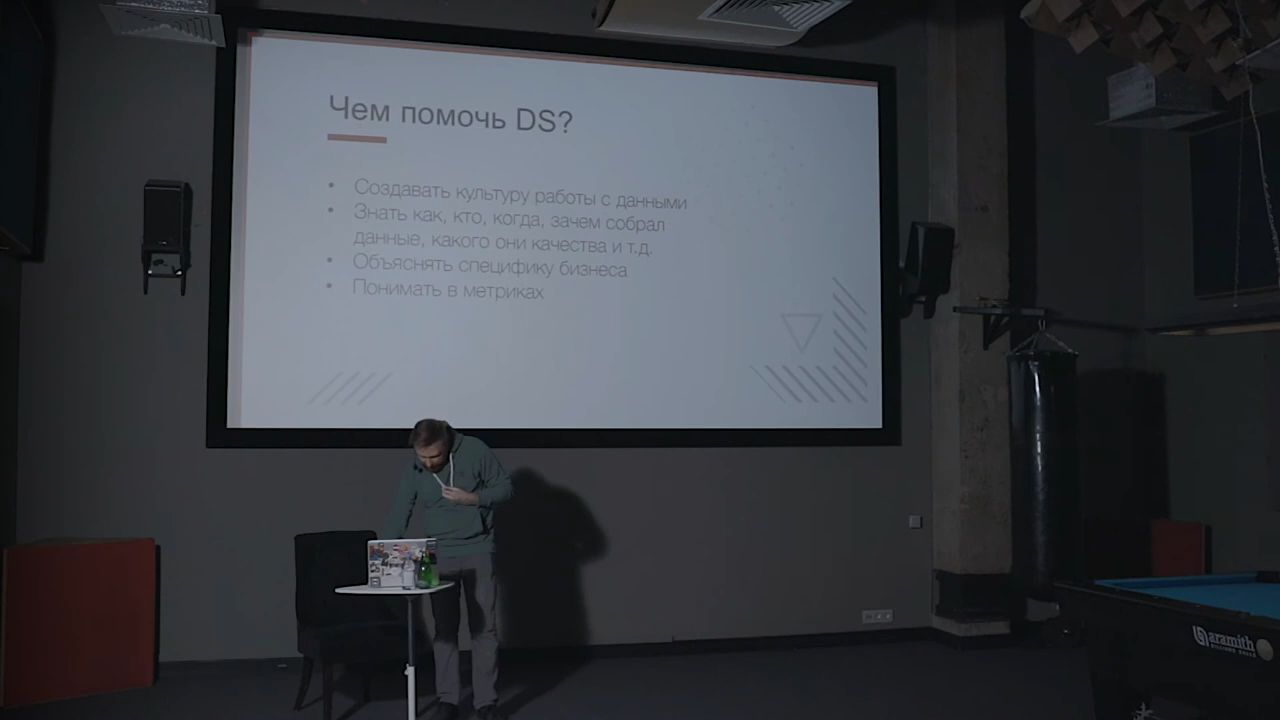 Чем помочь DS?
• Создавать культуру работы с данными
• Знать как, кто, когда, зачем собрал
данные, какого они качества и т.д.
• Объяснять специфику бизнеса
• Понимать в метриках
aramith